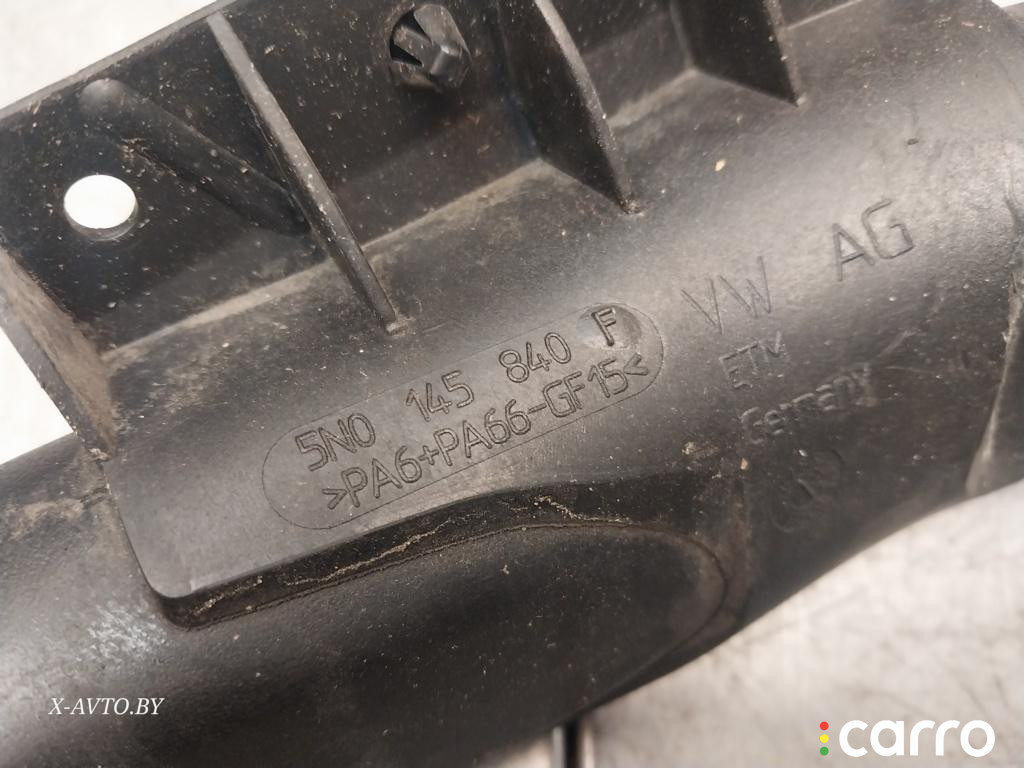 5N0 145 840 F
>PA6+PA66-GF15<
VW AG
ETM
Germany
X-AVTO.BY
carro